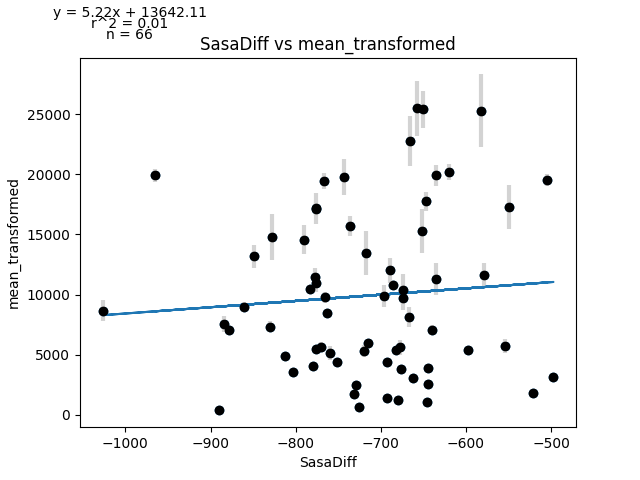 y = 5.22x + 13642.11
r^2 = 0.01
n = 66
SasaDiff vs mean_transformed
25000
20000
15000
10000
5000
0
mean_transformed
−1000
−900
−800
−700
−600
−500
SasaDiff